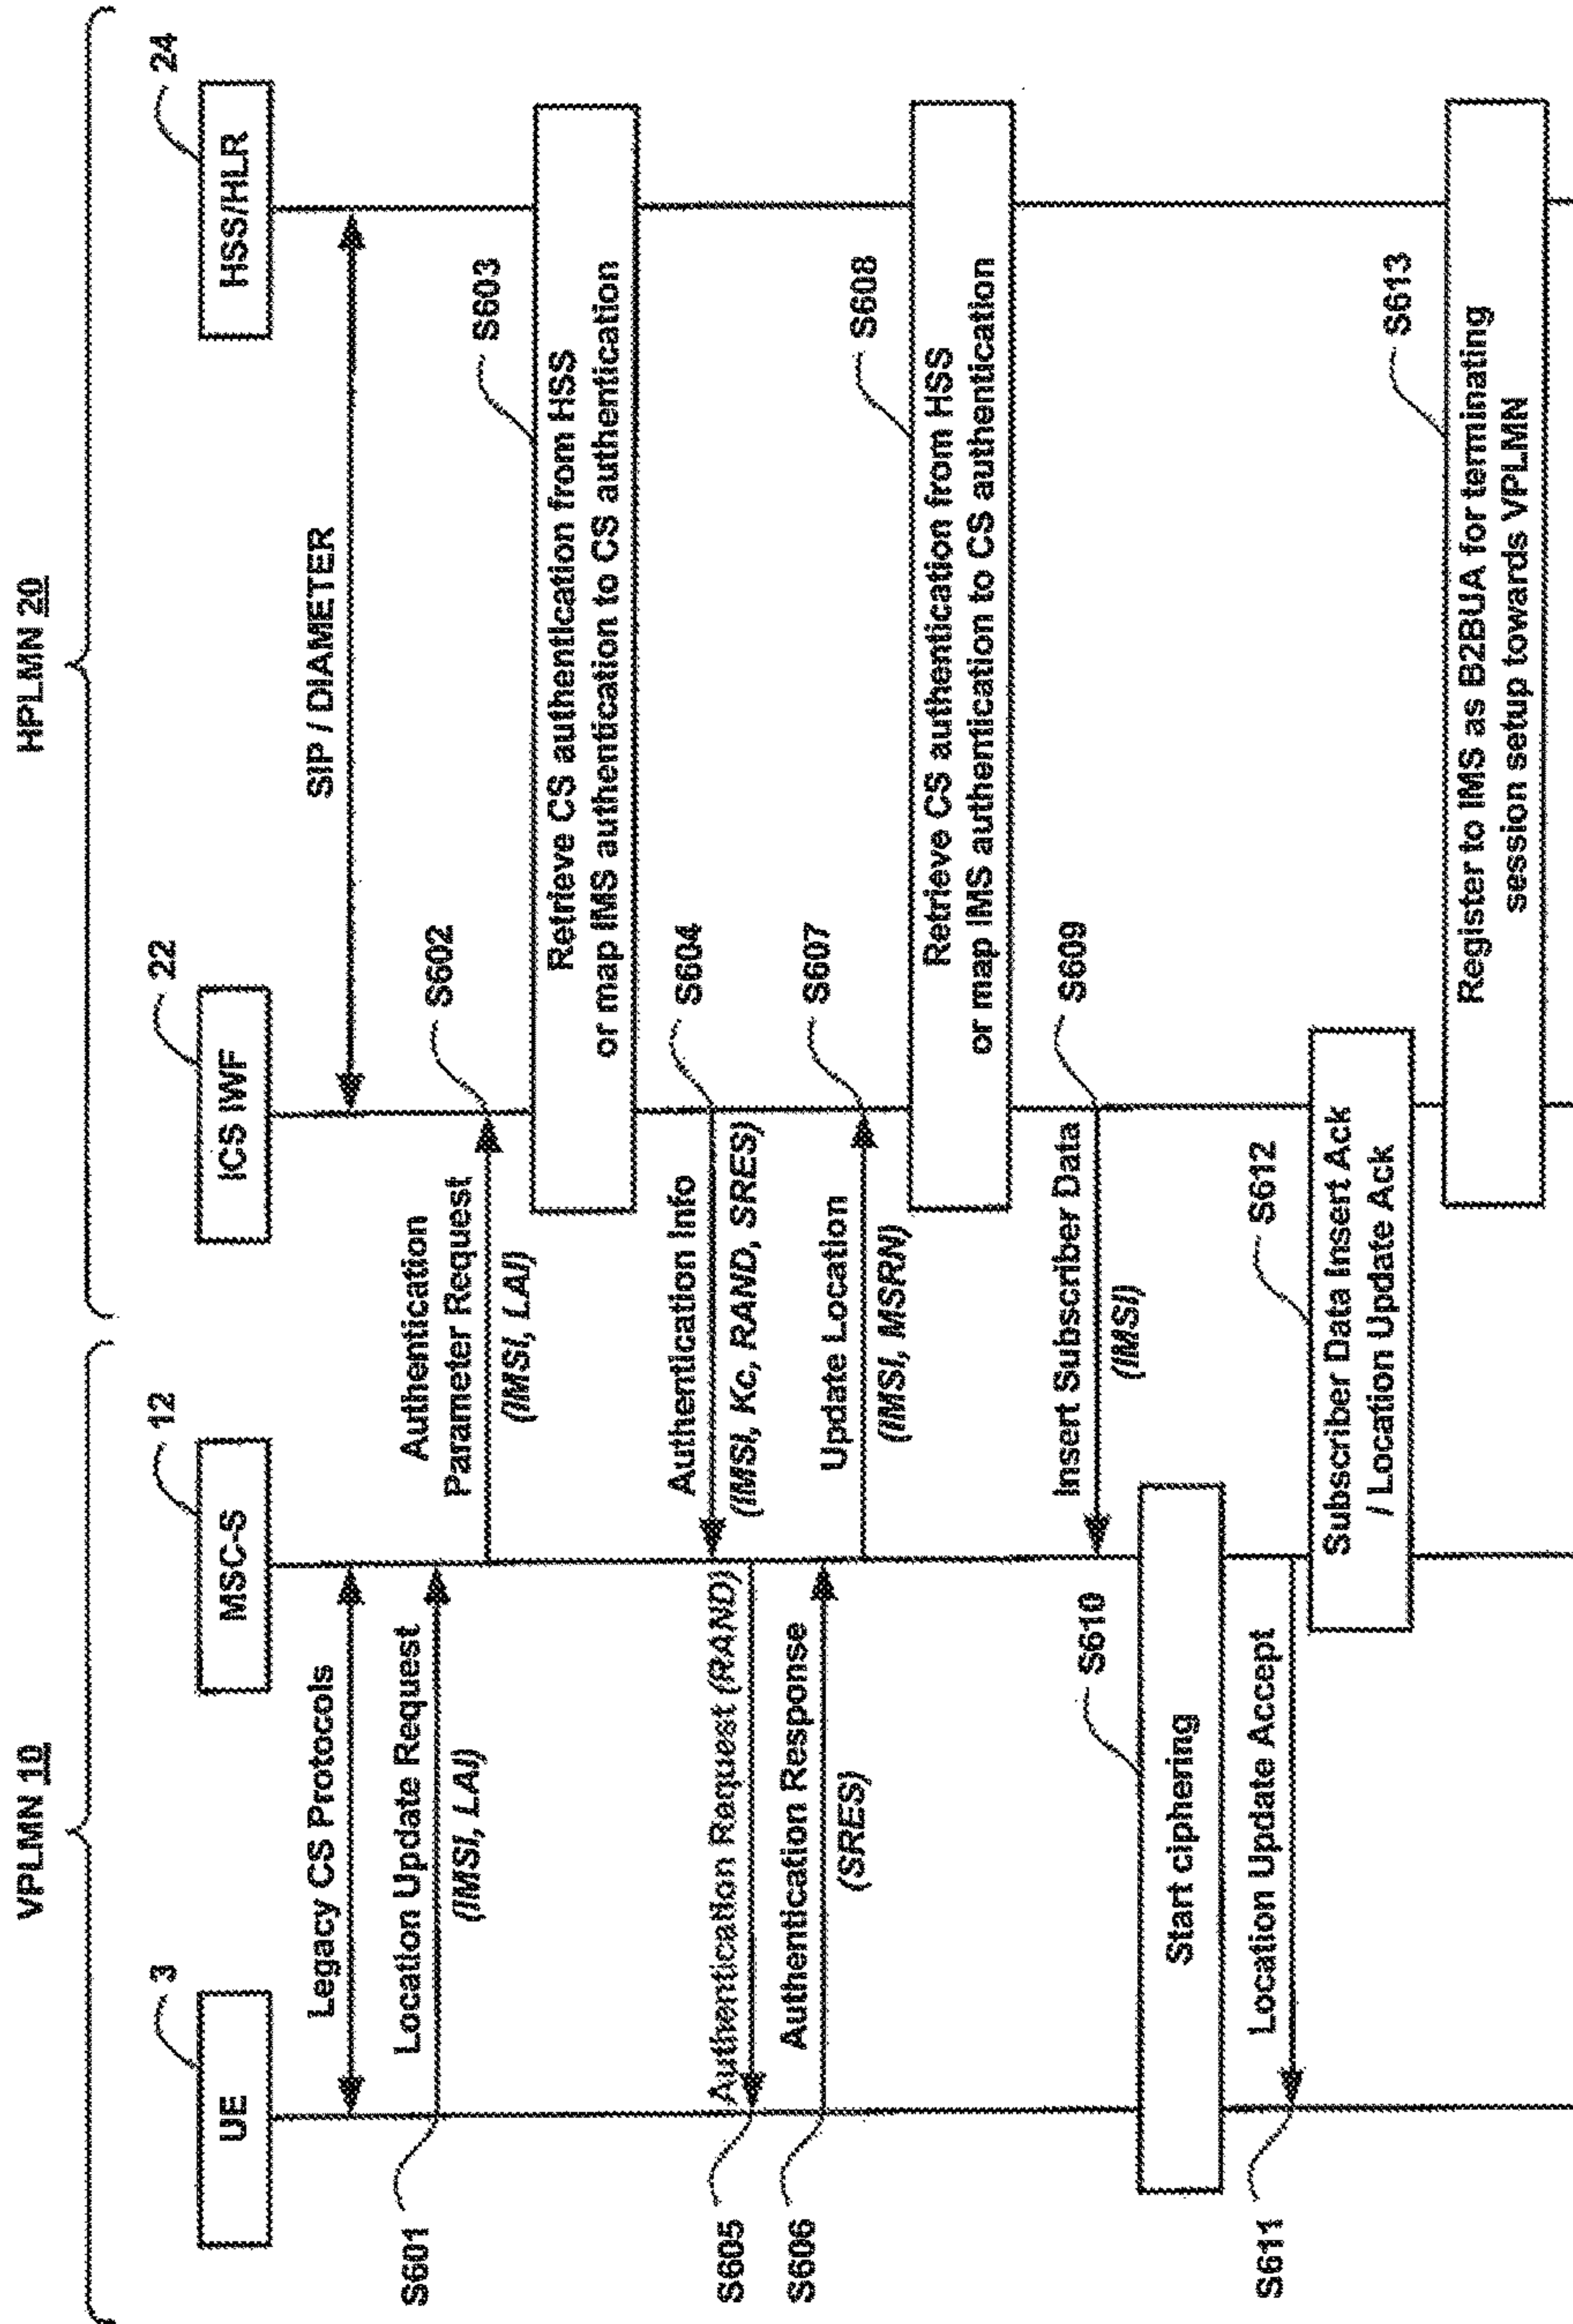 VPLMN 10
HPLMN 20
3
12
22
24
UE
MSC-S
ICS IWF
HSS/HLR
Legacy CS Protocols
SIP / DIAMETER
S601
Location Update Request
(IMSI, LAI)
Authentication
Parameter Request
(IMSI, LAI)
S602
S603
Retrieve CS authentication from HSS
or map IMS authentication to CS authentication
Authentication Info
(IMSI, Kc, RAND, SRES)
S604
S605
Authentication Request (RAND)
S606
Authentication Response
(SRES)
Update Location
(IMSI, MSRN)
S607
S608
Retrieve CS authentication from HSS
or map IMS authentication to CS authentication
Insert Subscriber Data
(IMSI)
S609
S610
Start ciphering
S611
Location Update Accept
S612
Subscriber Data Insert Ack
/ Location Update Ack
S613
Register to IMS as B2BUA for terminating
session setup towards VPLMN